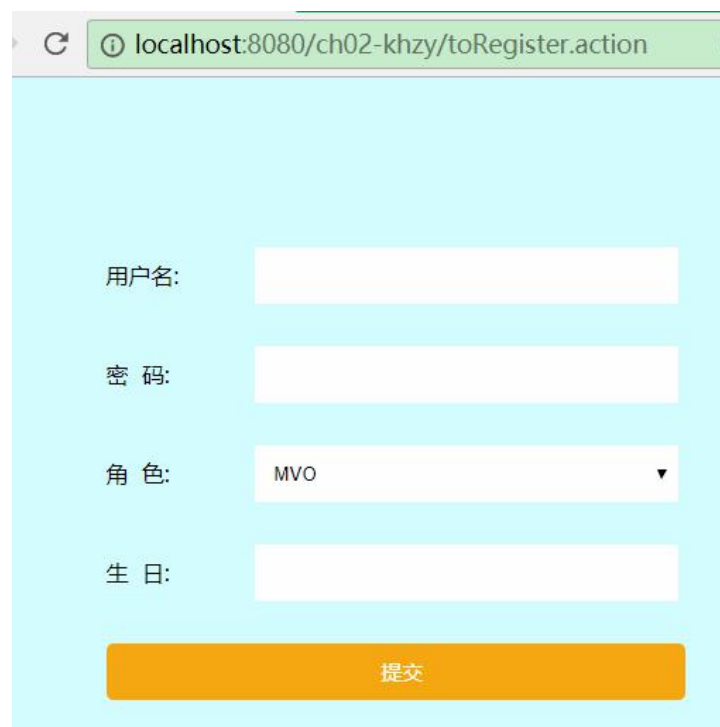 localhost:8080/ch02-khzy/toRegister.action
用户名:
密 码:
角 色: MVO
生 日:
提交